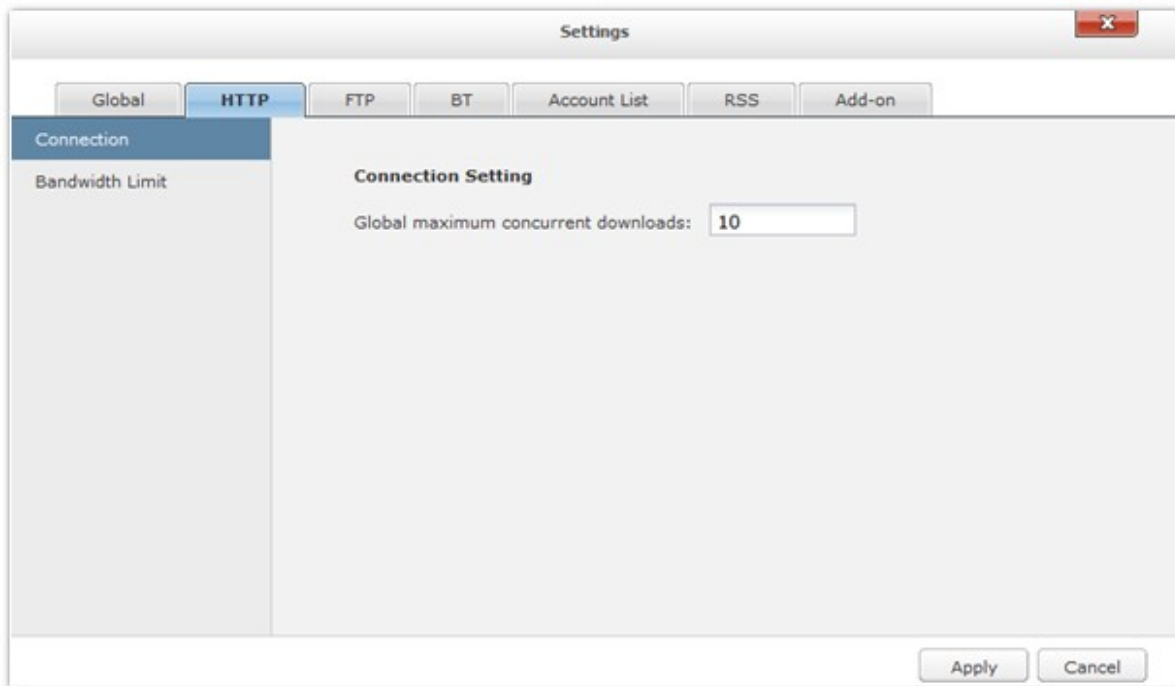 Settings
Global HTTP FTP BT Account List RSS Add-on
Connection
Bandwidth Limit
Connection Setting
Global maximum concurrent downloads: 10
Apply Cancel